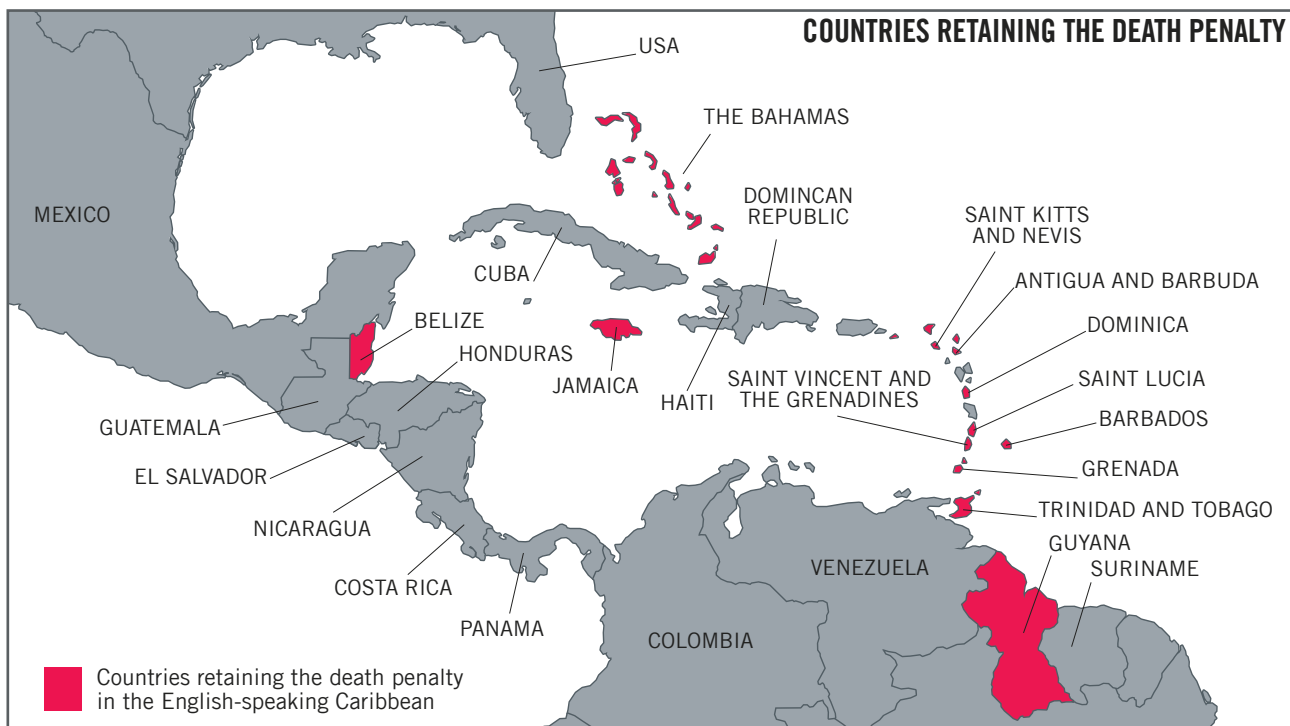 COUNTRIES RETAINING THE DEATH PENALTY
USA
THE BAHAMAS
MEXICO
DOMINCAN
REPUBLIC
SAINT KITTS
AND NEVIS
CUBA
ANTIGUA AND BARBUDA
BELIZE
DOMINICA
HONDURAS
JAMAICA
HAITI
SAINT VINCENT AND
THE GRENADINES
SAINT LUCIA
GUATEMALA
BARBADOS
EL SALVADOR
GRENADA
NICARAGUA
TRINIDAD AND TOBAGO
GUYANA
COSTA RICA
VENEZUELA
SURINAME
PANAMA
COLOMBIA
Countries retaining the death penalty
in the English-speaking Caribbean